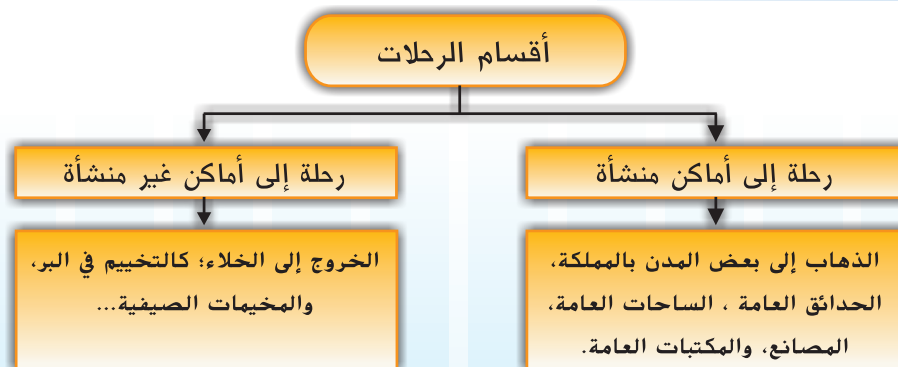 أقسام الرحلات
رحلة إلى أماكن منشأة
الذهاب إلى بعض المدن بالمملكة،
الحدائق العامة ، الساحات العامة،
المصانع، والمكتبات العامة.
رحلة إلى أماكن غير منشأة
الخروج إلى الخلاء؛ كالتخييم في البر،
والمخيمات الصيفية...